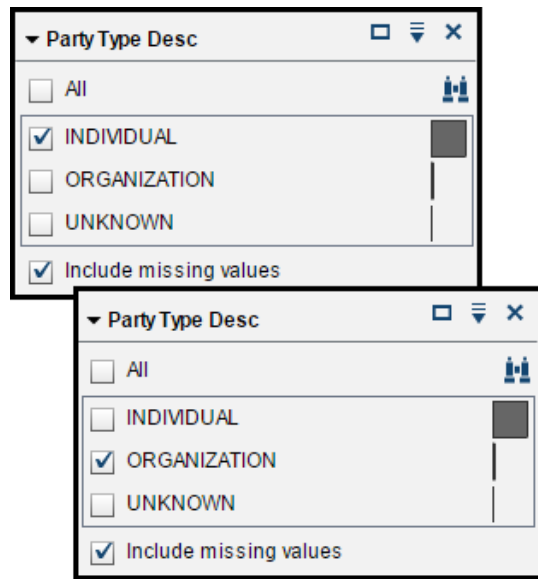 Party Type Desc
All
INDIVIDUAL
ORGANIZATION
UNKNOWN
Include missing values
Party Type Desc
All
INDIVIDUAL
ORGANIZATION
UNKNOWN
Include missing values